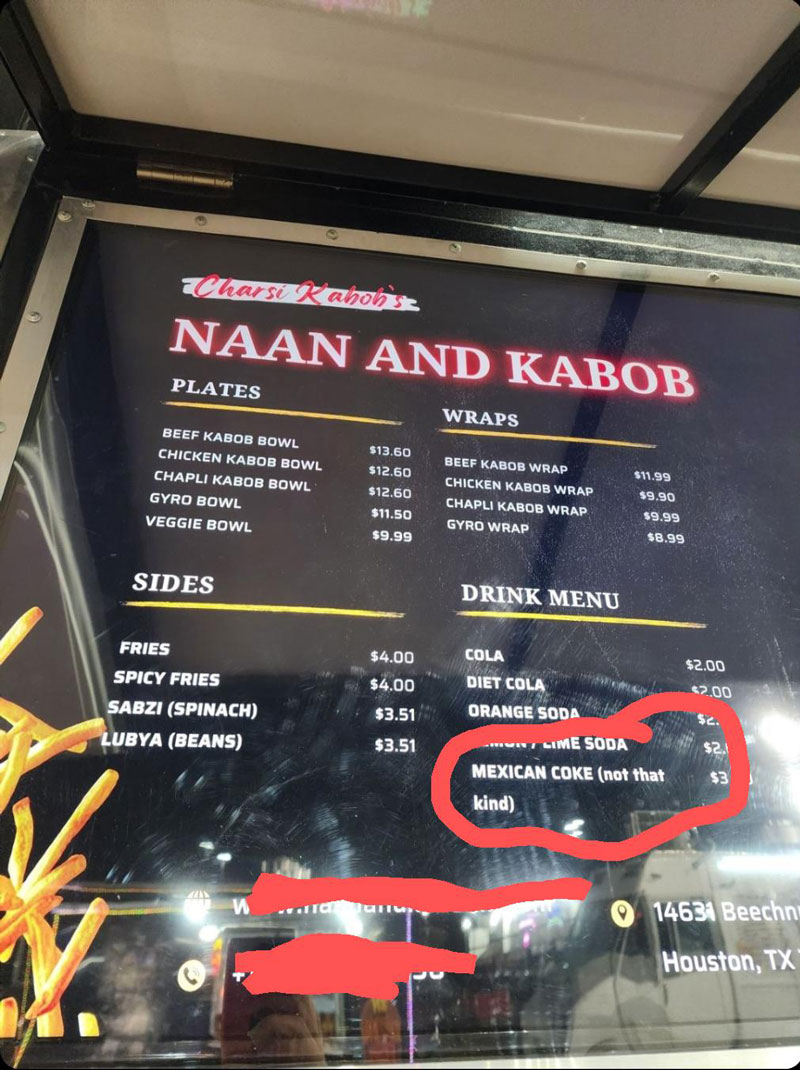 Charsi Kabob's
NAAN AND KABOB
PLATES
BEEF KABOB BOWL $13.60
CHICKEN KABOB BOWL $12.60
CHAPLI KABOB BOWL $12.60
GYRO BOWL $11.50
VEGGIE BOWL $9.99
WRAPS
BEEF KABOB WRAP $11.99
CHICKEN KABOB WRAP $9.90
CHAPLI KABOB WRAP $9.99
GYRO WRAP $8.99
SIDES
FRIES $4.00
SPICY FRIES $4.00
SABZI (SPINACH) $3.51
LUBYA (BEANS) $3.51
DRINK MENU
COLA $2.00
DIET COLA $2.00
ORANGE SODA
LEMON / LIME SODA
MEXICAN COKE (not that
kind)
14631
Houston, TX